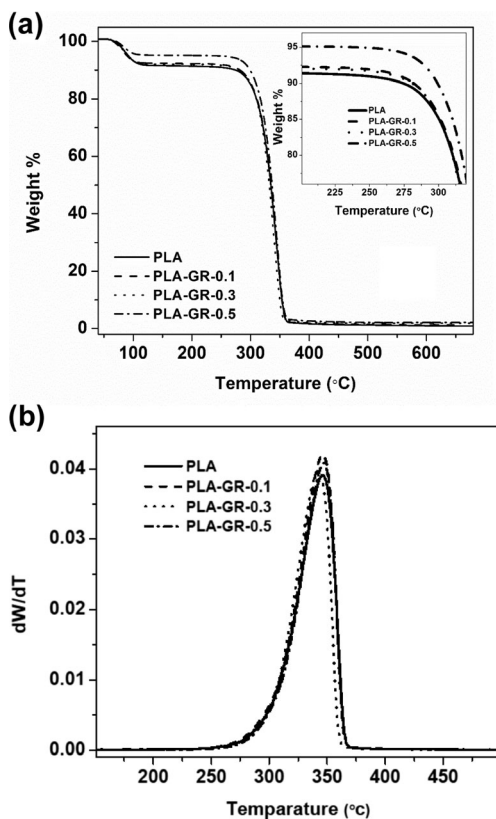 (a)
100
80
60
40
20
0
Weight %
100 200 300 400 500 600
Temperature (°C)
PLA
PLA-GR-0.1
PLA-GR-0.3
PLA-GR-0.5
95
90
85
80
Weight %
225 250 275 300
Temperature (°C)
PLA
PLA-GR-0.1
PLA-GR-0.3
PLA-GR-0.5
(b)
0.04
0.03
0.02
0.01
0.00
dW/dT
200 250 300 350 400 450
Temparature (°c)
PLA
PLA-GR-0.1
PLA-GR-0.3
PLA-GR-0.5